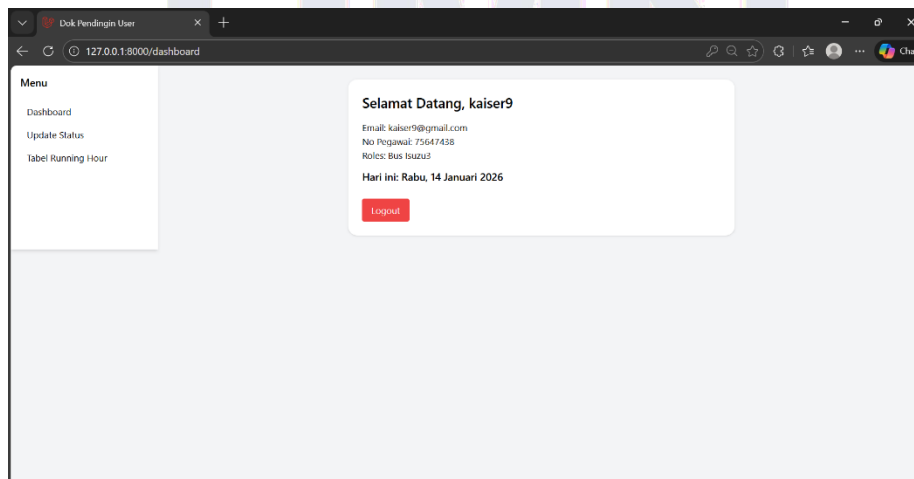 Dok Pendingin User
127.0.0.1:8000/dashboard
Cha
Menu
Dashboard
Update Status
Tabel Running Hour
Selamat Datang, kaiser9
Email: kaiser9@gmail.com
No Pegawai: 75647438
Roles: Bus Isuzu3
Hari ini: Rabu, 14 Januari 2026
Logout